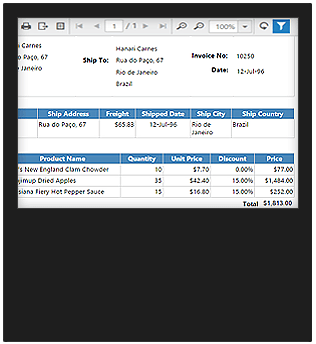 1 / 1 100%
i Carnes Hanari Carnes
do Paço, 67 Ship To: Rua do Paço, 67 Invoice No: 10250
e Janeiro Rio de Janeiro Date: 12-Jul-96
Brazil
Ship Address Freight Shipped Date Ship City Ship Country
Rua do Paço, 67 $65.83 12-Jul-96 Rio de Brazil
Janeiro
Product Name Quantity Unit Price Discount Price
's New England Clam Chowder 10 $7.70 0.00% $77.00
jimup Dried Apples 35 $42.40 15.00% $1,484.00
isiana Fiery Hot Pepper Sauce 15 $16.80 15.00% $252.00
Total $1,813.00